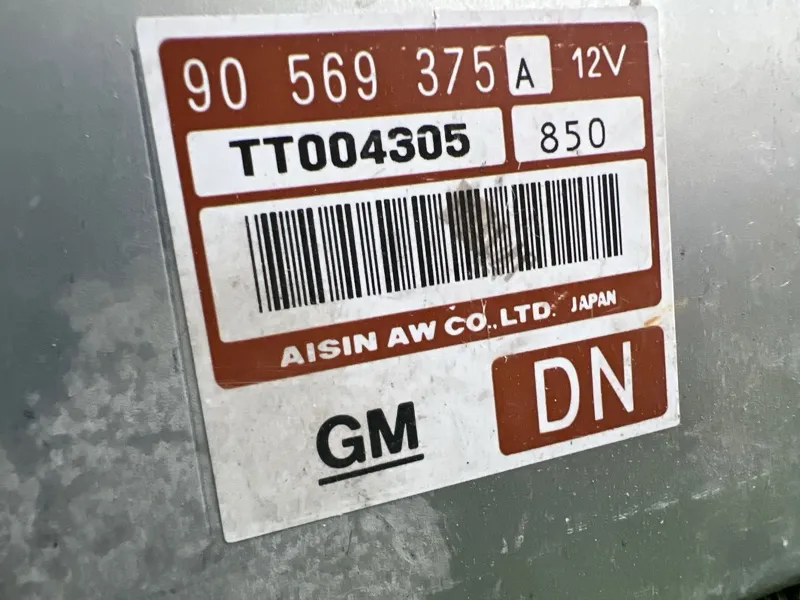 90 569 375 A 12V
TT004305 850
AISIN AW CO.,LTD. JAPAN
GM DN